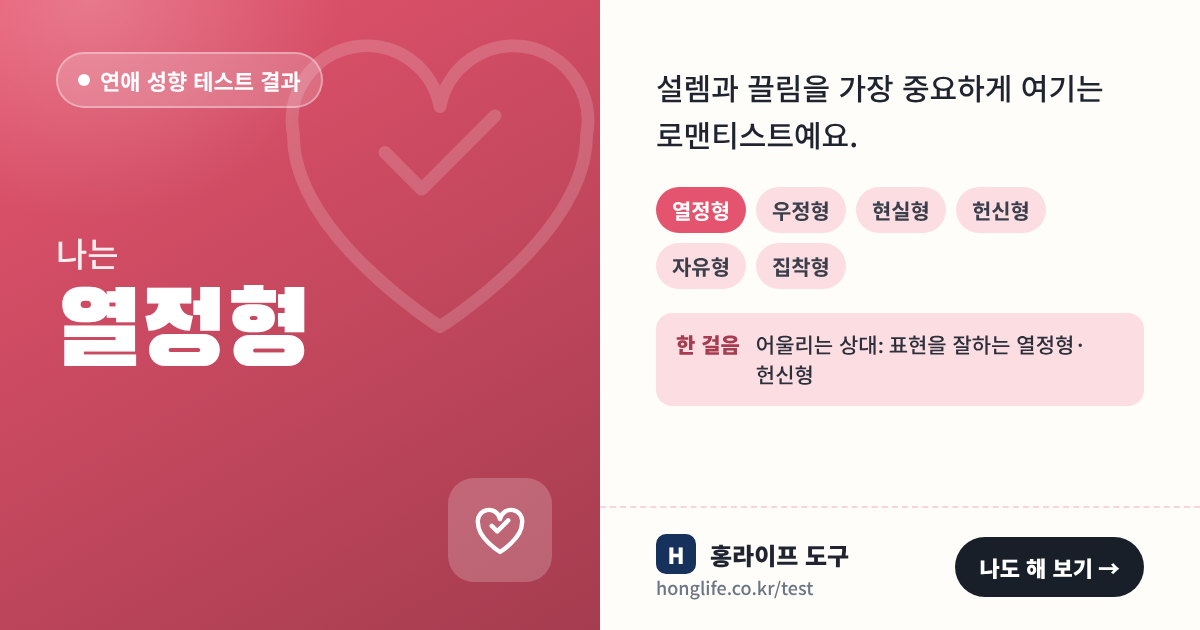 연애 성향 테스트 결과
나는
열정형
설렘과 끌림을 가장 중요하게 여기는
로맨티스트예요.
열정형 우정형 현실형 헌신형
자유형 집착형
한 걸음 어울리는 상대: 표현을 잘하는 열정형·
헌신형
H 홍라이프 도구
honglife.co.kr/test
나도 해 보기 →